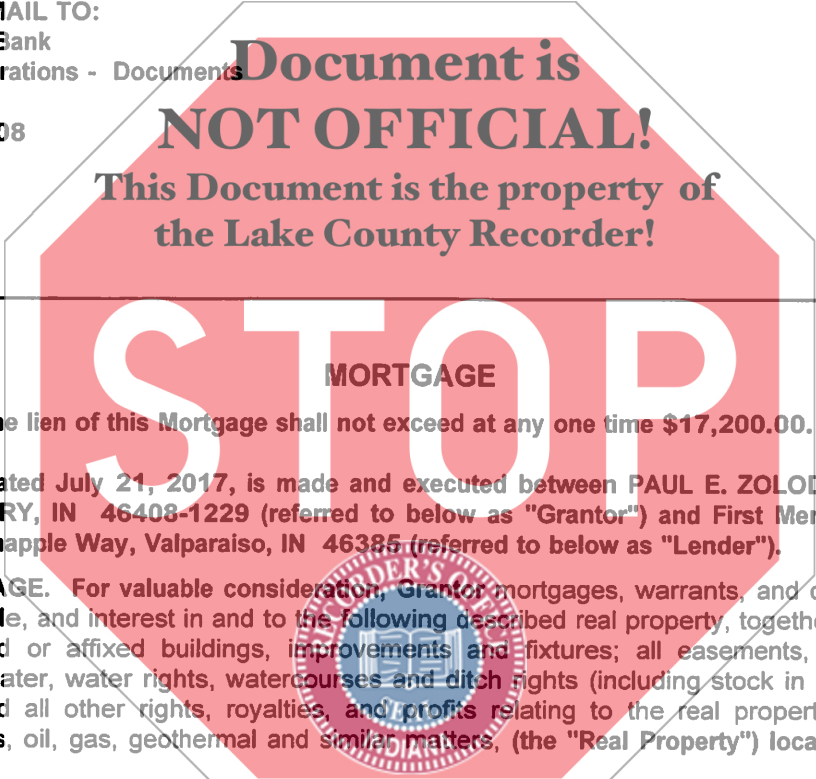 MAIL TO:
Bank
rations - Documents
Document is
08
NOT OFFICIAL!
This Document is the property of
the Lake County Recorder!
STOP
MORTGAGE
e lien of this Mortgage shall not exceed at any one time $17,200.00.
ated July 21, 2017, is made and executed between PAUL E. ZOLOD
RY, IN 46408-1229 (referred to below as "Grantor") and First Mer
apple Way, Valparaiso, IN 46385 (referred to below as "Lender").
AGE. For valuable consideration, Grantor mortgages, warrants, and c
le, and interest in and to the following described real property, togethe
d or affixed buildings, improvements and fixtures; all easements,
ater, water rights, watercourses and ditch rights (including stock in
d all other rights, royalties, and profits relating to the real propert
s, oil, gas, geothermal and similar matters, (the "Real Property") loca
RECORDER'S OFFICE
INDIANA